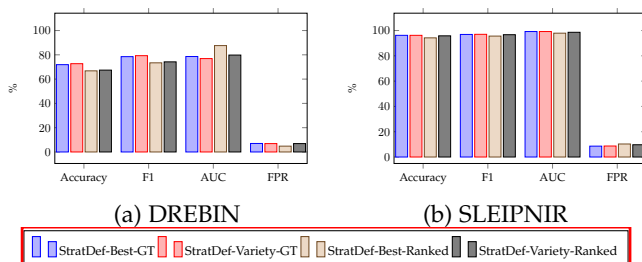 100
80
60
40
20
0
%
Accuracy F1 AUC FPR
(a) DREBIN
100
80
60
40
20
0
%
Accuracy F1 AUC FPR
(b) SLEIPNIR
StratDef-Best-GT StratDef-Variety-GT StratDef-Best-Ranked StratDef-Variety-Ranked